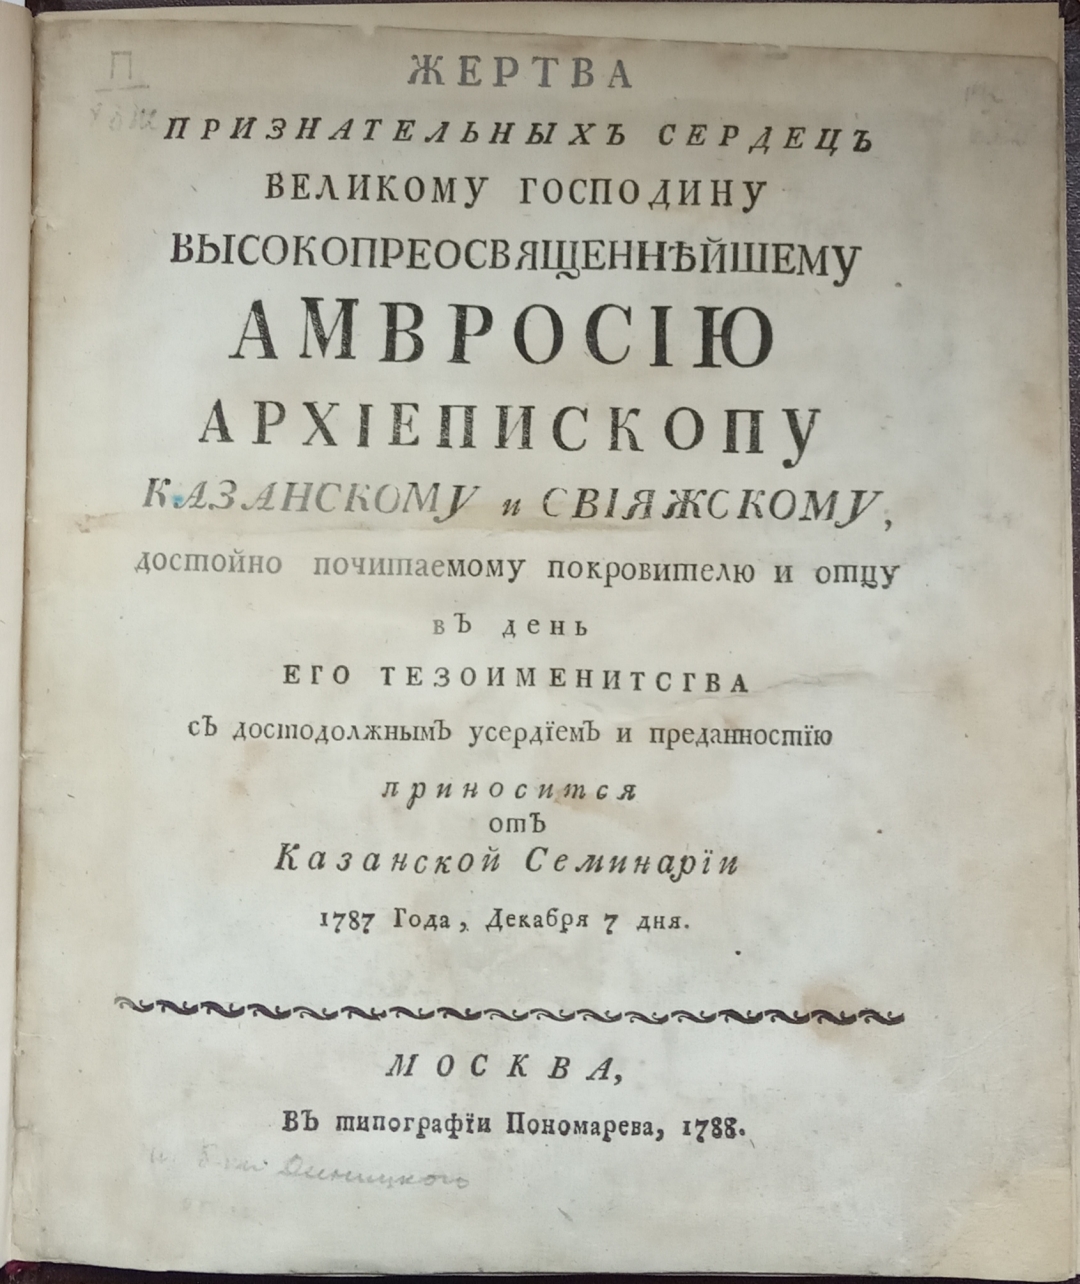 П
ЖЕРТВА
ПРИЗНАТЕЛЬНЫХЪ СЕРДЕЦЪ
ВЕЛИКОМУ ГОСПОДИНУ
ВЫСОКОПРЕОСВЯЩЕННѢЙШЕМУ
АМВРОСІЮ
АРХІЕПИСКОПУ
КАЗАНСКОМУ и СВІЯЖСКОМУ,
достойно почитаемому покровителю и отцу
въ день
ЕГО ТЕЗОИМЕНИТСТВА
съ достодолжнымъ усердїемъ и преданностїю
приносится
отъ
Казанской Семинарїи
1787 Года, Декабря 7 дня.
МОСКВА,
Въ типографїи Пономарева, 1788.